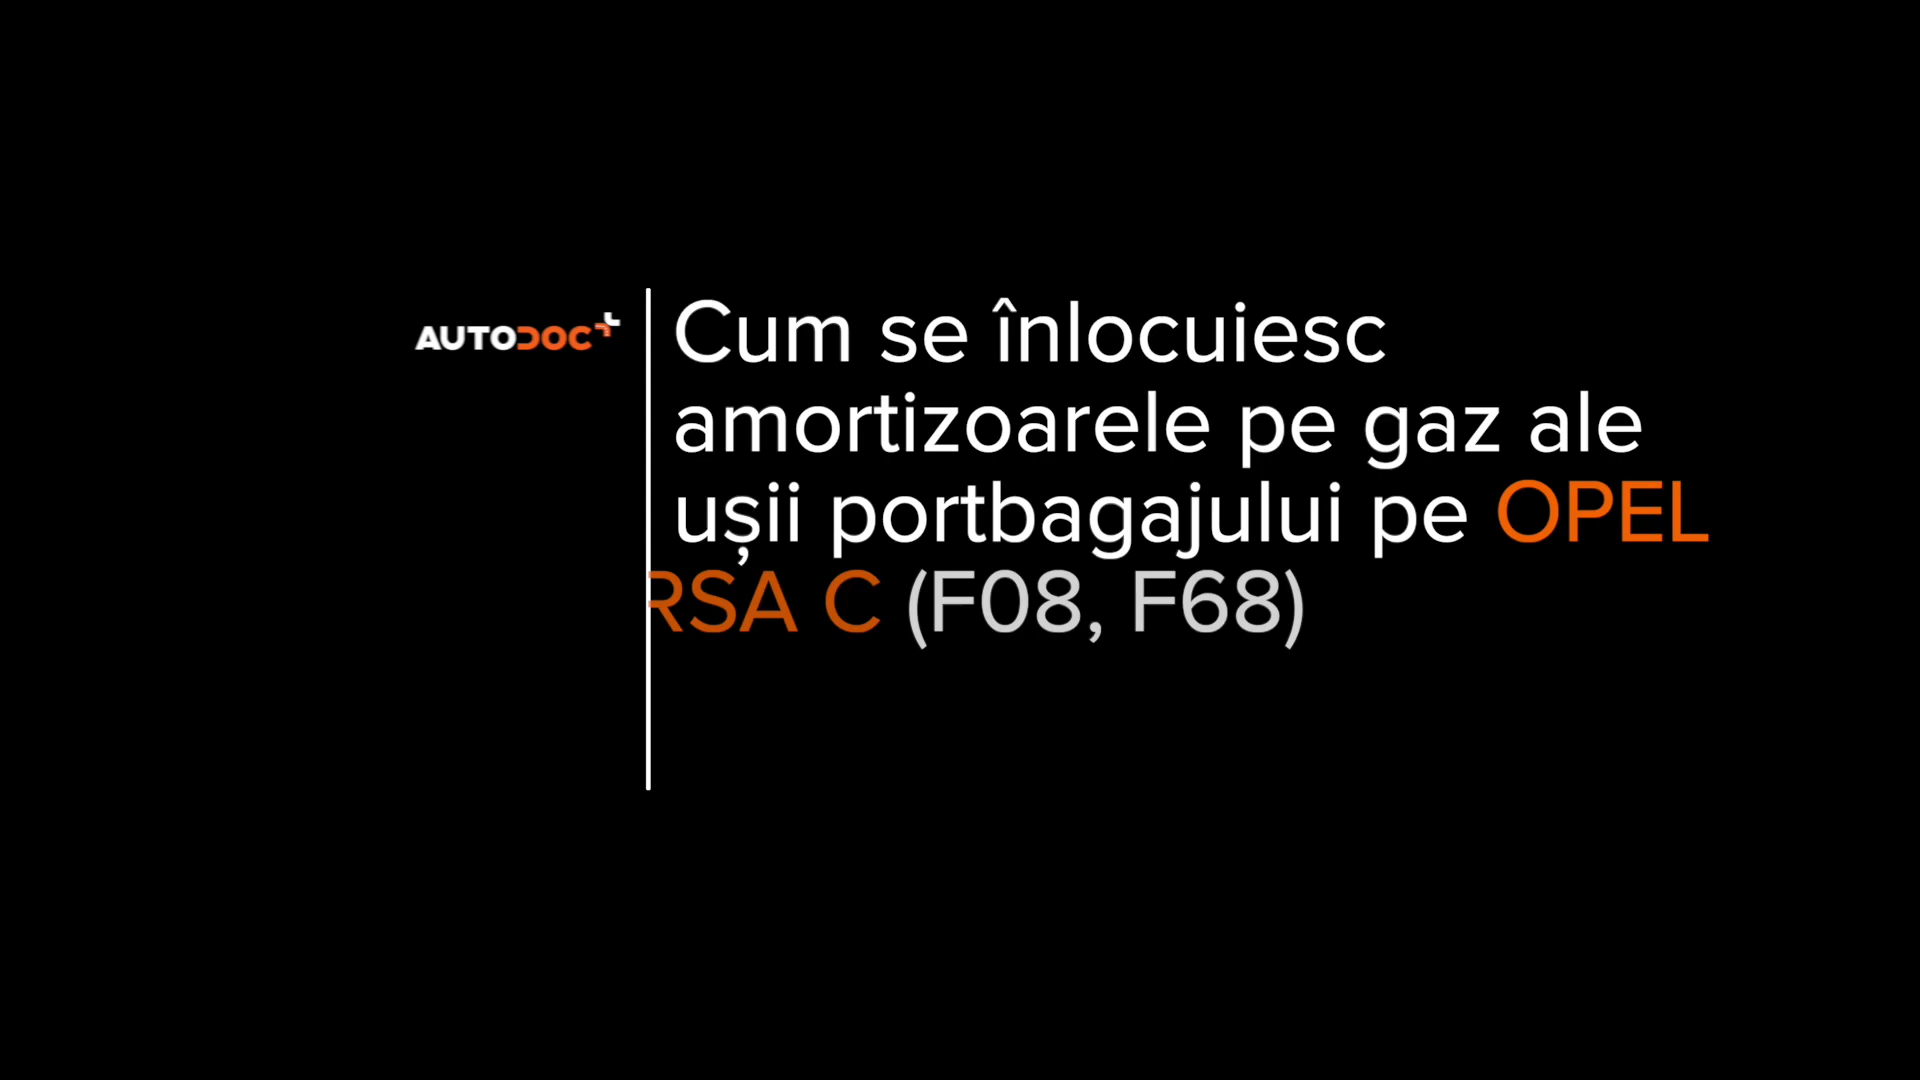 AUTODOC
Cum se înlocuiesc
amortizoarele pe gaz ale
ușii portbagajului pe OPEL
RSA C (F08, F68)